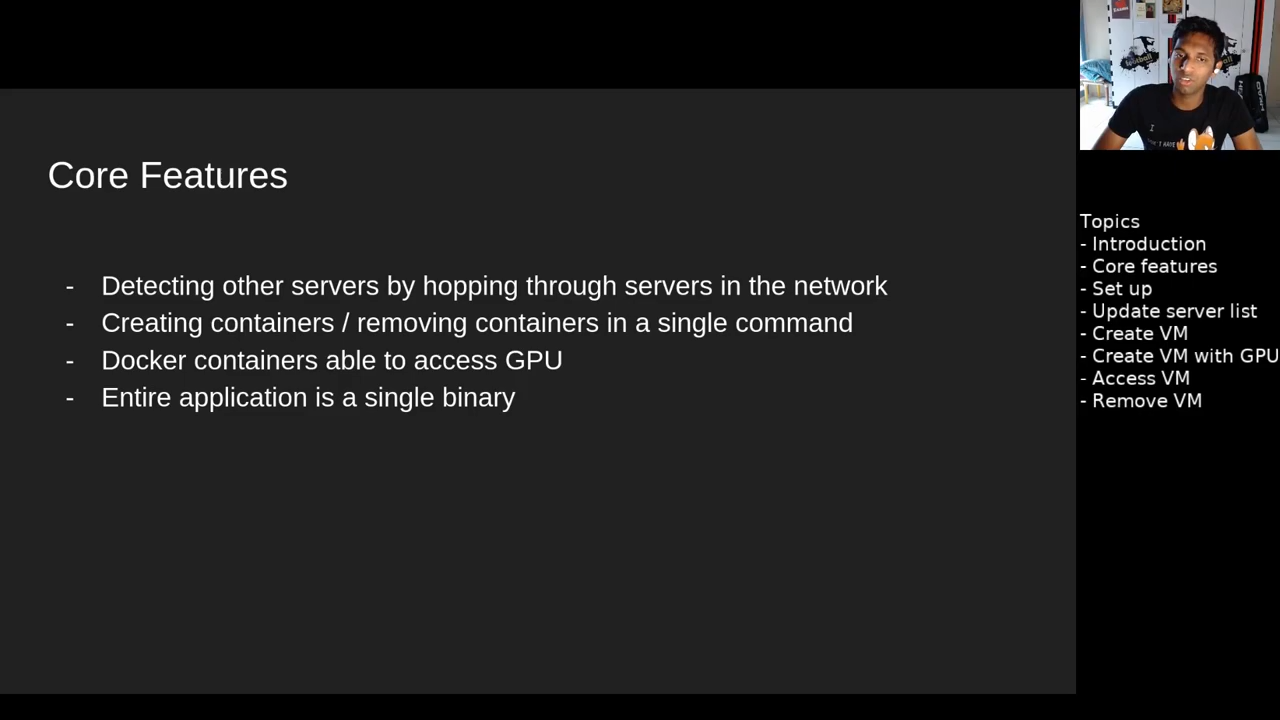 Core Features
- Detecting other servers by hopping through servers in the network
- Creating containers / removing containers in a single command
- Docker containers able to access GPU
- Entire application is a single binary
Topics
- Introduction
- Core features
- Set up
- Update server list
- Create VM
- Create VM with GPU
- Access VM
- Remove VM